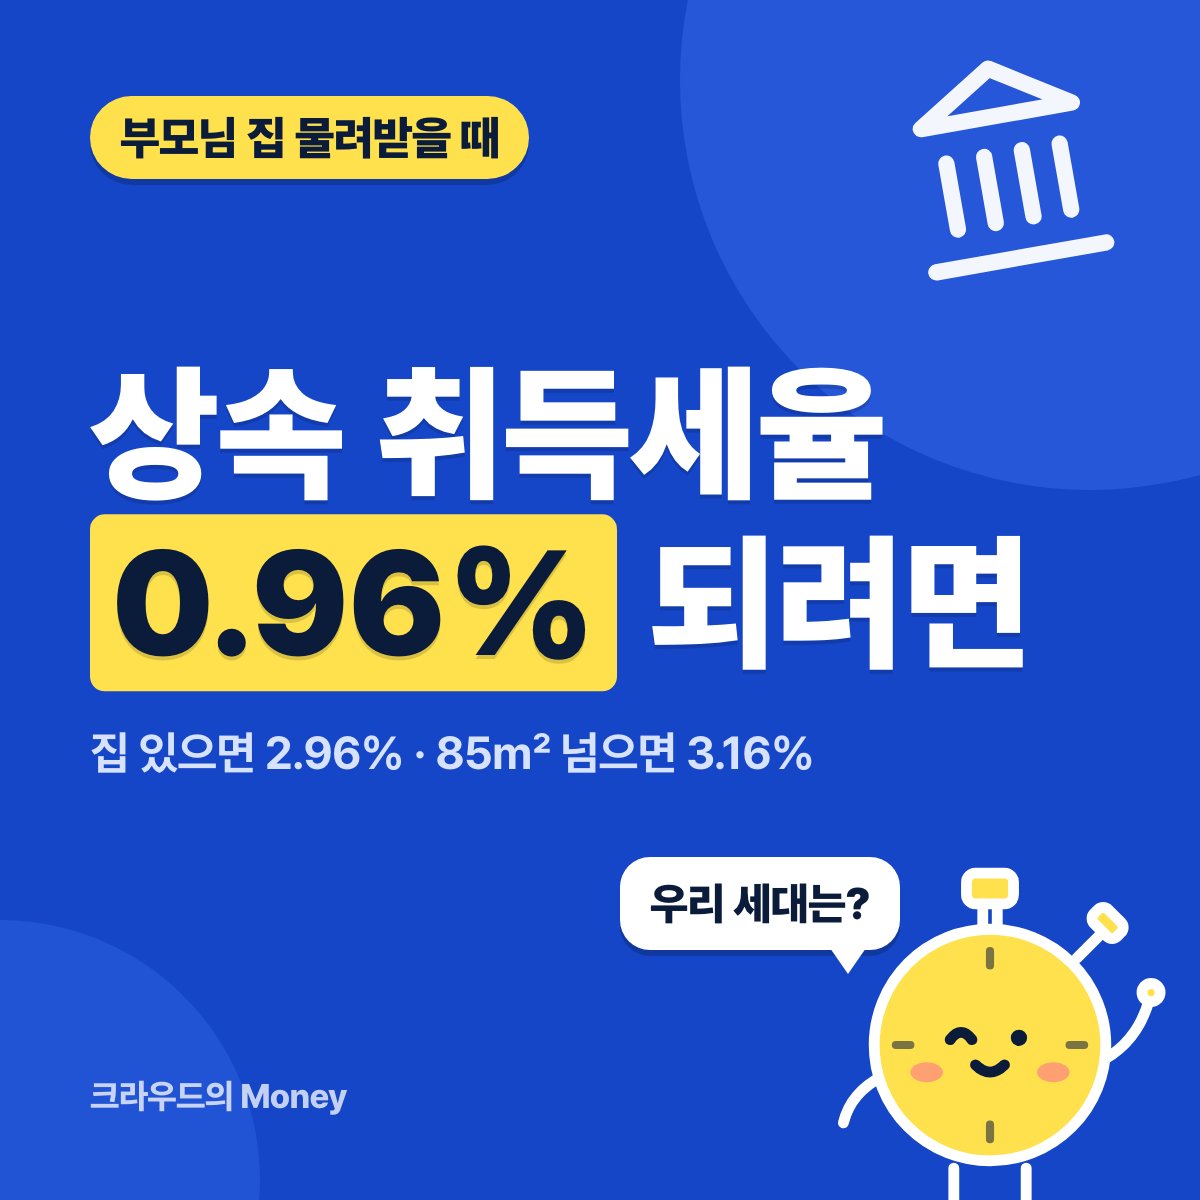 부모님 집 물려받을 때
상속 취득세율
0.96% 되려면
집 있으면 2.96% · 85m² 넘으면 3.16%
우리 세대는?
크라우드의 Money